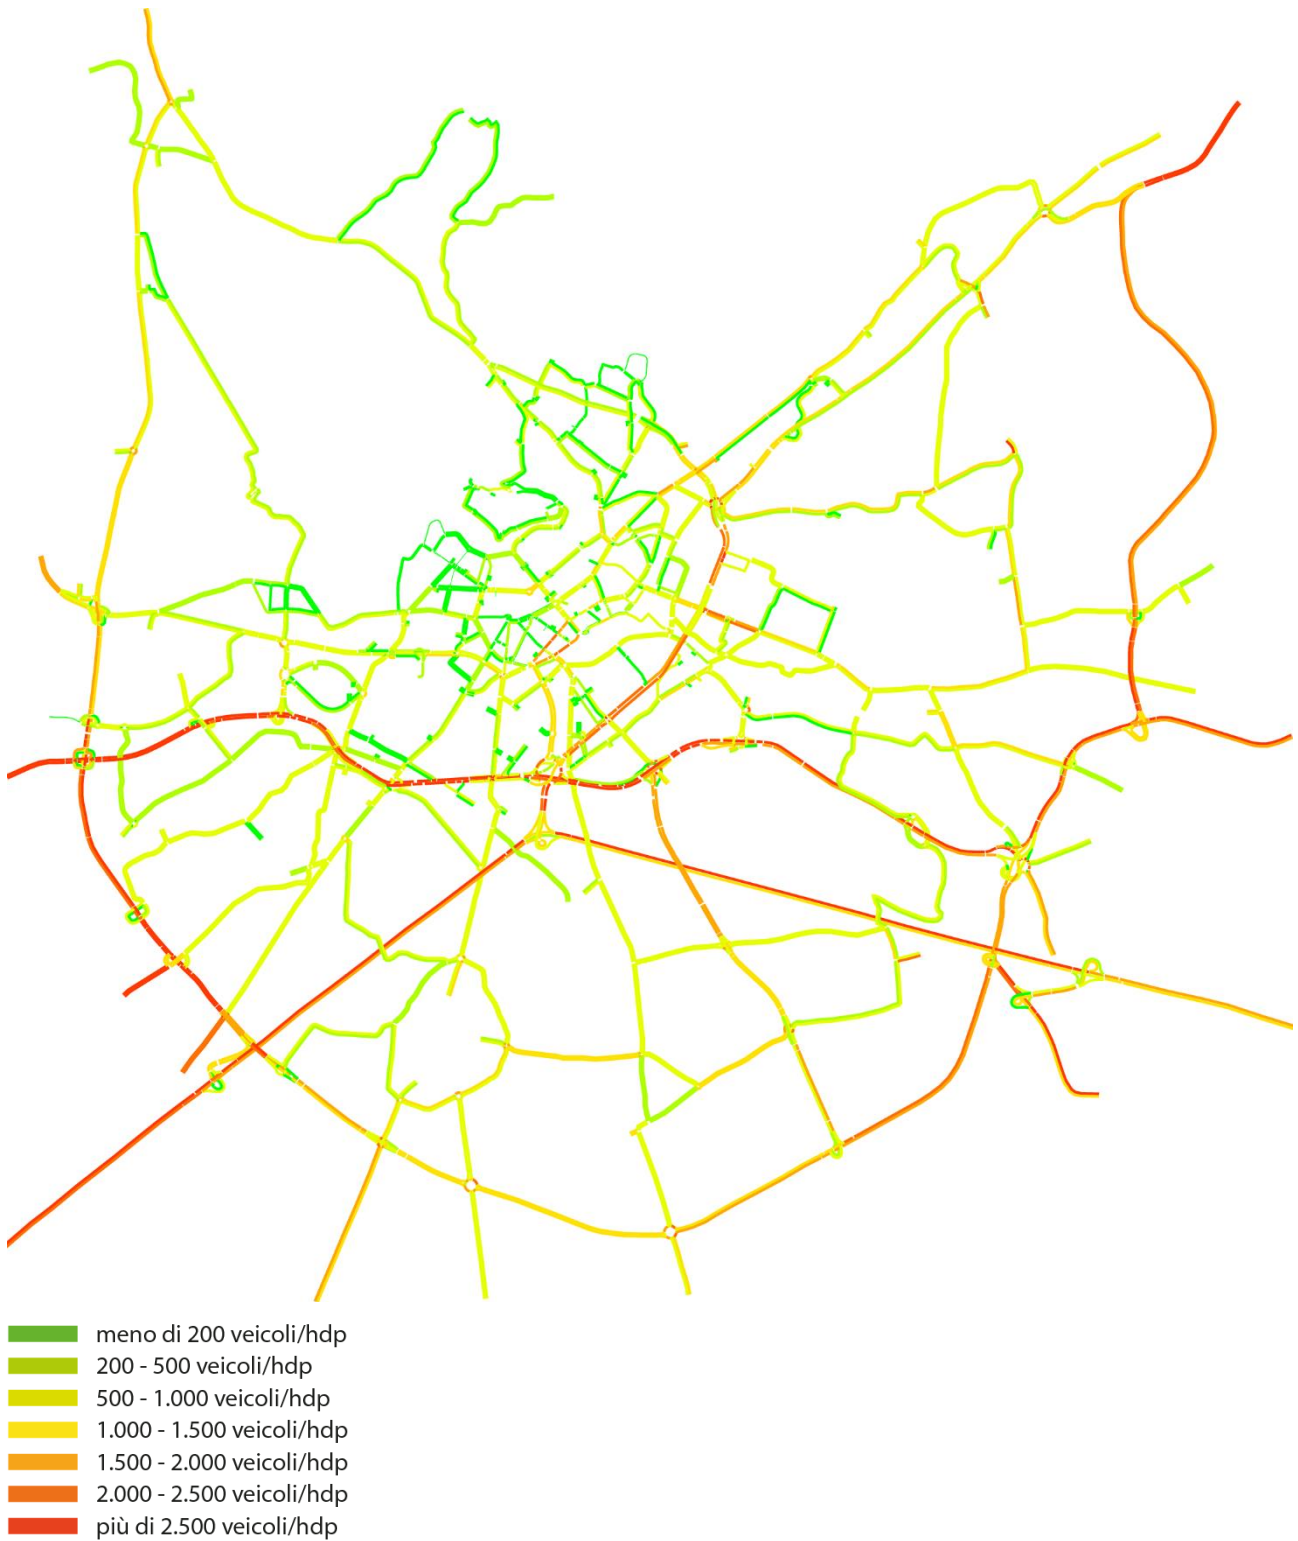 meno di 200 veicoli/hdp
200 - 500 veicoli/hdp
500 - 1.000 veicoli/hdp
1.000 - 1.500 veicoli/hdp
1.500 - 2.000 veicoli/hdp
2.000 - 2.500 veicoli/hdp
più di 2.500 veicoli/hdp